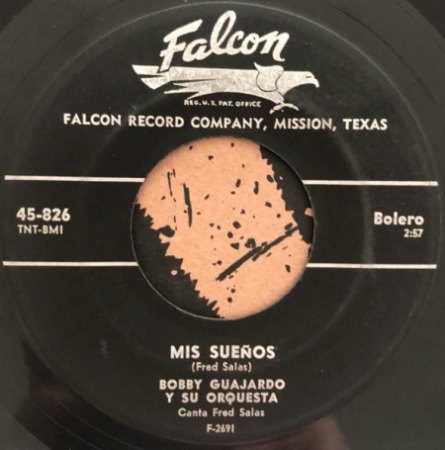 Falcon
REG. U.S. PAT. OFFICE
FALCON RECORD COMPANY, MISSION, TEXAS
45-826
TNT-BMI
Bolero
2:57
MIS SUEÑOS
(Fred Salas)
BOBBY GUAJARDO
Y SU ORQUESTA
Canta Fred Salas
F-2691